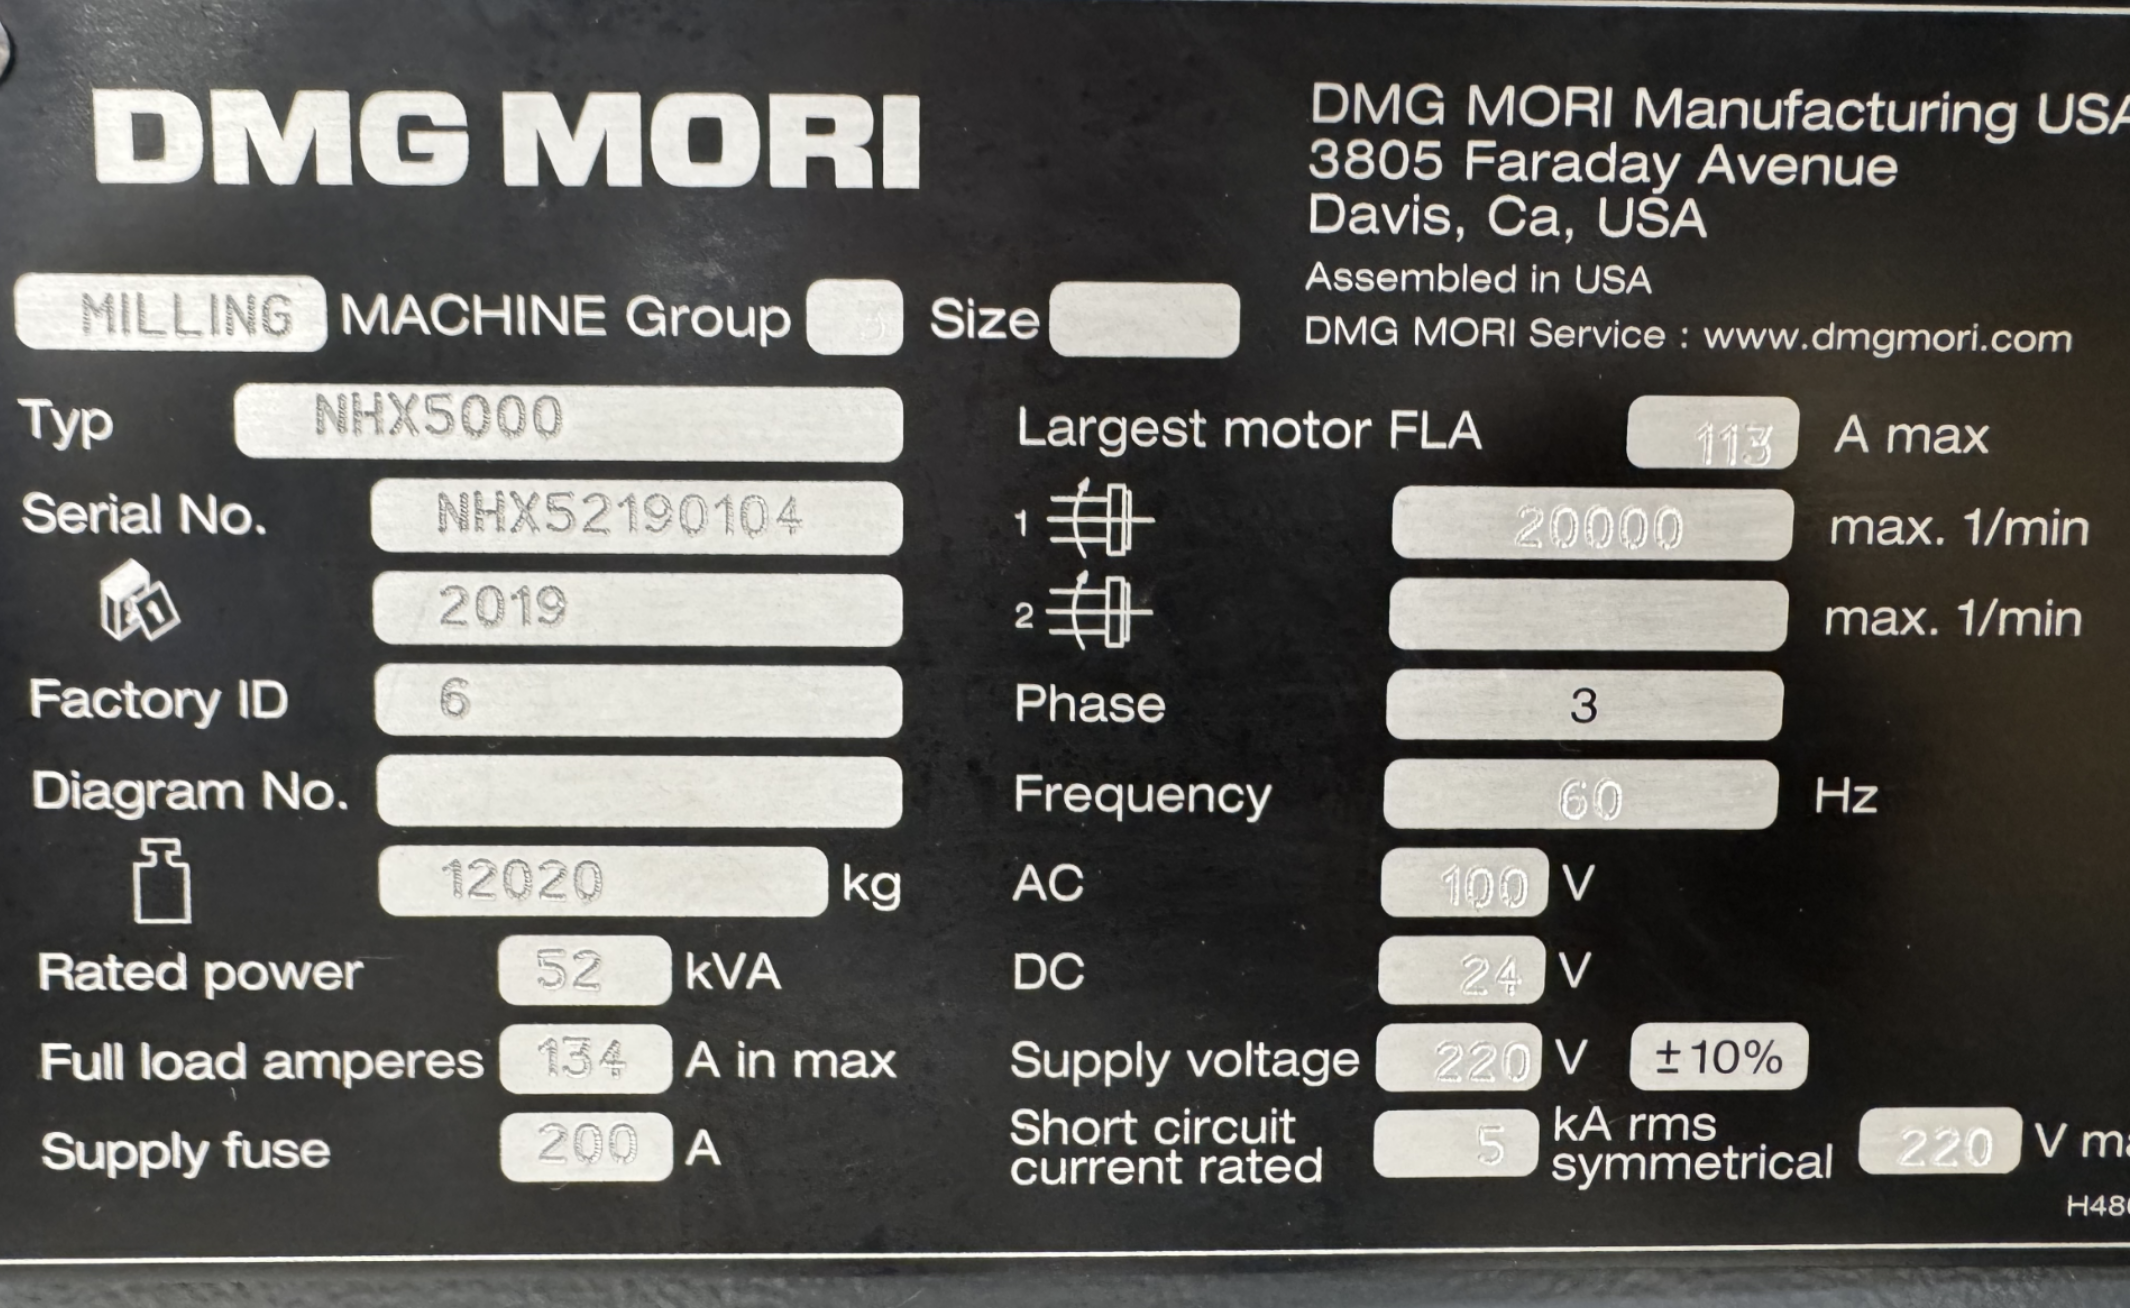 DMG MORI
DMG MORI Manufacturing USA
3805 Faraday Avenue
Davis, Ca, USA
Assembled in USA
DMG MORI Service : www.dmgmori.com
MILLING MACHINE Group Size
Typ NHX5000
Serial No. NHX52190104
2019
Factory ID 6
Diagram No.
12020 kg
Rated power 52 kVA
Full load amperes 134 A in max
Supply fuse 200 A
Largest motor FLA 113 A max
1 20000 max. 1/min
2 max. 1/min
Phase 3
Frequency 60 Hz
AC 100 V
DC 24 V
Supply voltage 220 V ±10%
Short circuit
current rated 5 kA rms
symmetrical 220 V